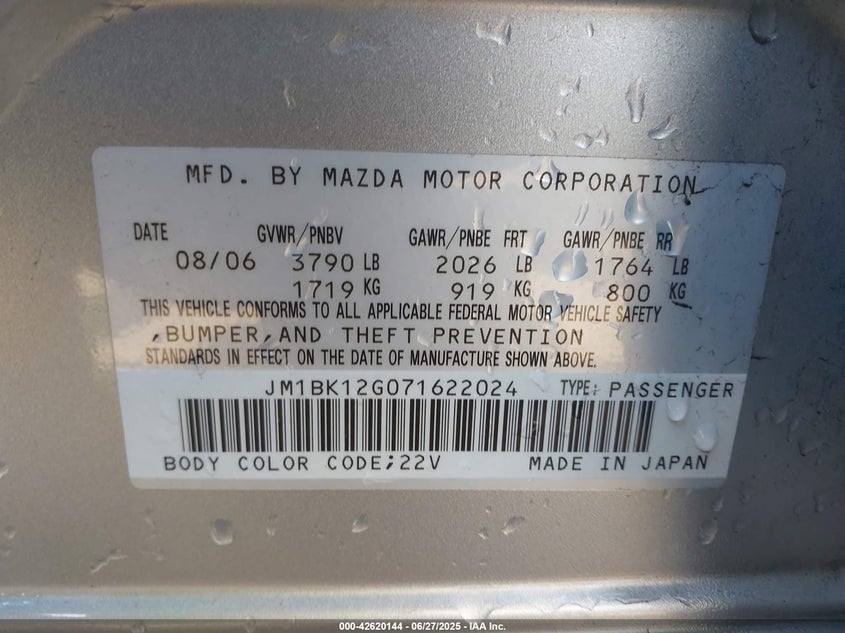 MFD. BY MAZDA MOTOR CORPORATION
DATE GVWR/PNBV GAWR/PNBE FRT GAWR/PNBE RR
08/06 3790 LB 2026 LB 1764 LB
1719 KG 919 KG 800 KG
THIS VEHICLE CONFORMS TO ALL APPLICABLE FEDERAL MOTOR VEHICLE SAFETY
,BUMPER,AND THEFT PREVENTION
STANDARDS IN EFFECT ON THE DATE OF MANUFACTURE SHOWN ABOVE.
JM1BK12G071622024 TYPE: PASSENGER
BODY COLOR CODE;22V MADE IN JAPAN
000-42620144 - 06/27/2025 - IAA Inc.